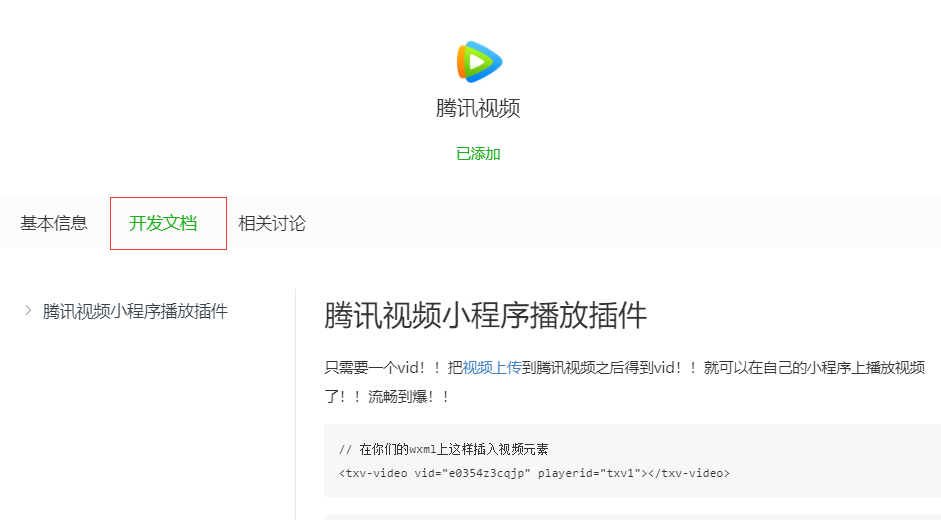 腾讯视频
已添加
基本信息 开发文档 相关讨论
腾讯视频小程序播放插件
腾讯视频小程序播放插件
只需要一个vid！！把视频上传到腾讯视频之后得到vid！！就可以在自己的小程序上播放视频
了！！流畅到爆！！
// 在你们的wxml上这样插入视频元素
<txv-video vid="e0354z3cqjp" playerid="txv1"></txv-video>